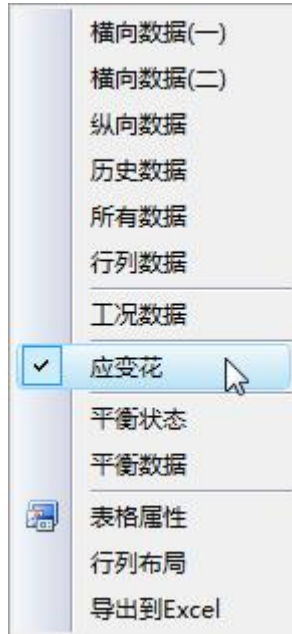 横向数据(一)
横向数据(二)
纵向数据
历史数据
所有数据
行列数据
工况数据
应变花
平衡状态
平衡数据
表格属性
行列布局
导出到Excel